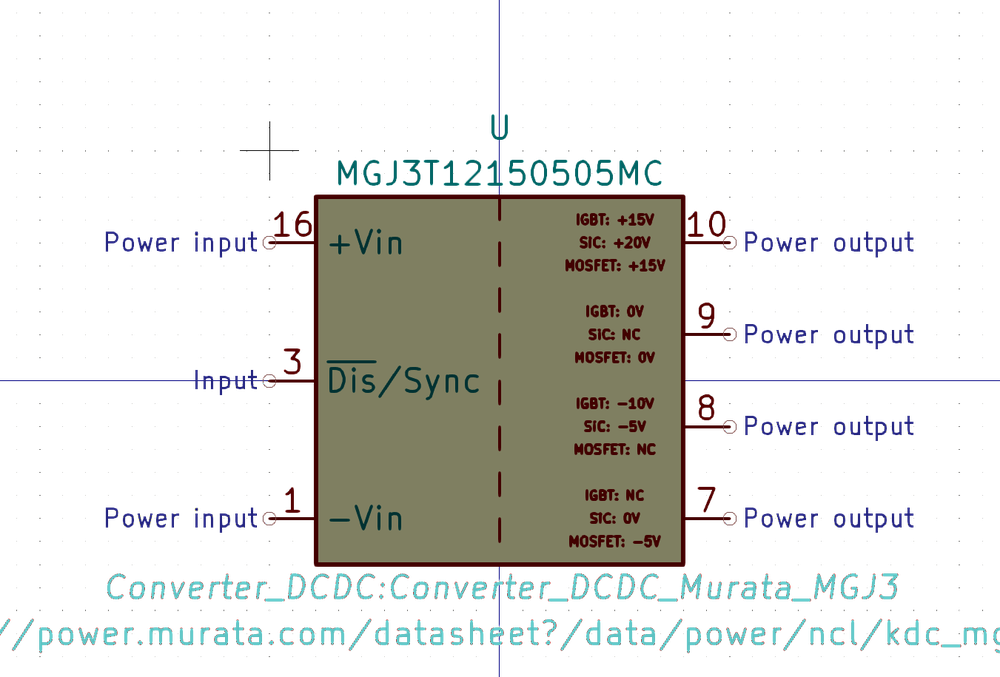 U
MGJ3T12150505MC
Power input 16 +Vin
IGBT: +15V
SIC: +20V
MOSFET: +15V
10 Power output
IGBT: 0V
SIC: NC
MOSFET: 0V
9 Power output
Input 3 Dis/Sync
IGBT: -10V
SIC: -5V
MOSFET: NC
8 Power output
Power input 1 -Vin
IGBT: NC
SIC: 0V
MOSFET: -5V
7 Power output
Converter_DCDC:Converter_DCDC_Murata_MGJ3
//power.murata.com/datasheet?/data/power/ncl/kdc_mg